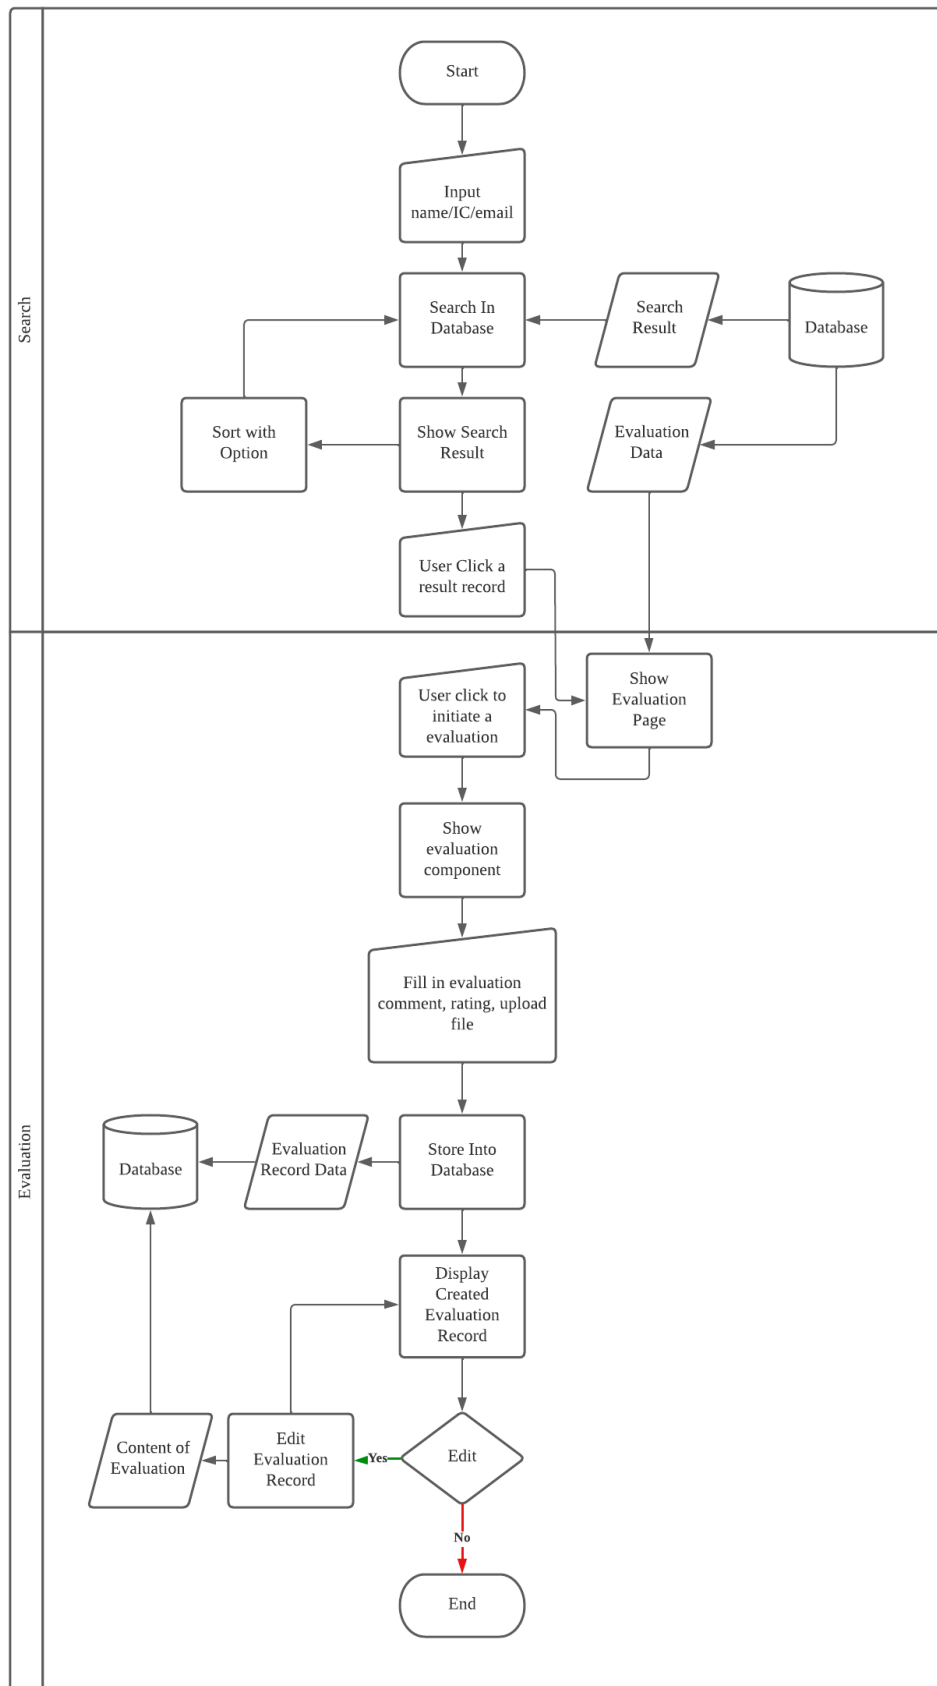 Search
Start
Input
name/IC/email
Search In
Database
Search
Result
Database
Sort with
Option
Show Search
Result
Evaluation
Data
User Click a
result record
Evaluation
User click to
initiate a
evaluation
Show
Evaluation
Page
Show
evaluation
component
Fill in evaluation
comment, rating, upload
file
Database
Evaluation
Record Data
Store Into
Database
Display
Created
Evaluation
Record
Content of
Evaluation
Edit
Evaluation
Record
Yes
Edit
No
End